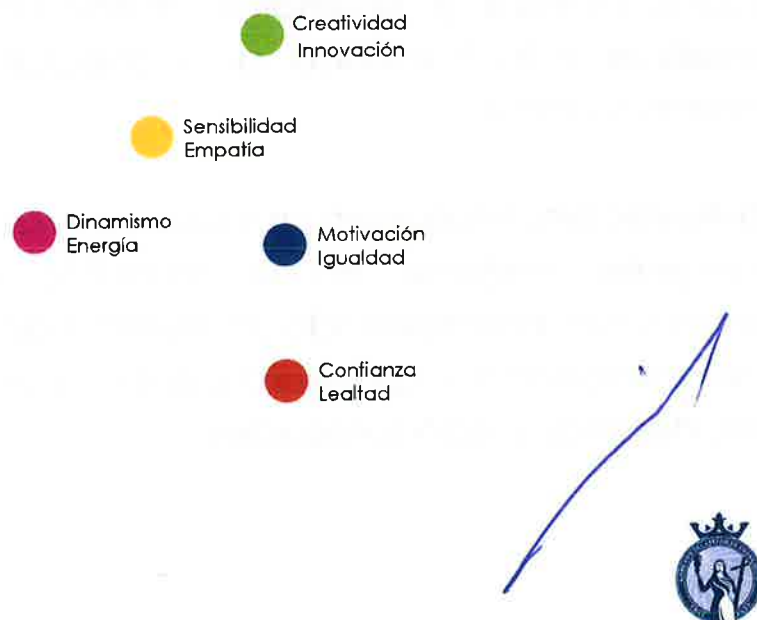 Creatividad
Innovación
Sensibilidad
Empatía
Dinamismo
Energía
Motivación
Igualdad
Confianza
Lealtad